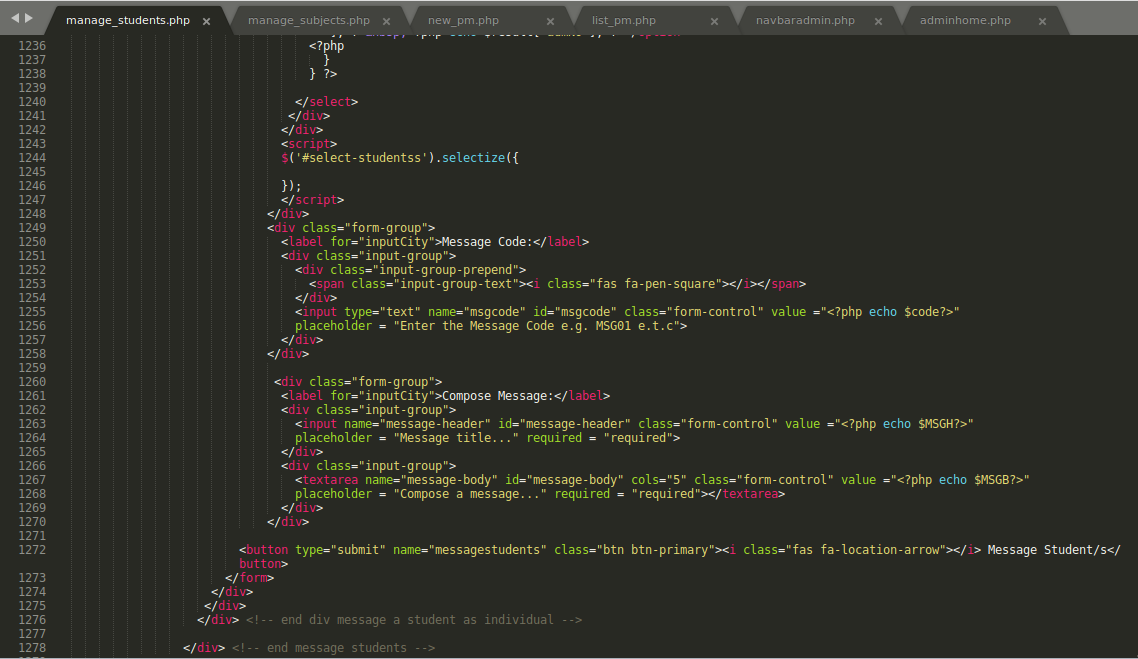 manage_students.php × manage_subjects.php × new_pm.php × list_pm.php × navbaradmin.php × adminhome.php ×
1236 <?php
1237 }
1238 } ?>
1239
1240 </select>
1241 </div>
1242 </div>
1243 <script>
1244 $('#select-studentss').selectize({
1245
1246 });
1247 </script>
1248 </div>
1249 <div class="form-group">
1250 <label for="inputCity">Message Code:</label>
1251 <div class="input-group">
1252 <div class="input-group-prepend">
1253 <span class="input-group-text"><i class="fas fa-pen-square"></i></span>
1254 </div>
1255 <input type="text" name="msgcode" id="msgcode" class="form-control" value ="<?php echo $code?>"
1256 placeholder = "Enter the Message Code e.g. MSG01 e.t.c">
1257 </div>
1258 </div>
1259
1260 <div class="form-group">
1261 <label for="inputCity">Compose Message:</label>
1262 <div class="input-group">
1263 <input name="message-header" id="message-header" class="form-control" value ="<?php echo $MSGH?>"
1264 placeholder = "Message title..." required = "required">
1265 </div>
1266 <div class="input-group">
1267 <textarea name="message-body" id="message-body" cols="5" class="form-control" value ="<?php echo $MSGB?>"
1268 placeholder = "Compose a message..." required = "required"></textarea>
1269 </div>
1270 </div>
1271
1272 <button type="submit" name="messagestudents" class="btn btn-primary"><i class="fas fa-location-arrow"></i> Message Student/s</
button>
1273 </form>
1274 </div>
1275 </div>
1276 </div> <!-- end div message a student as individual -->
1277
1278 </div> <!-- end message students -->